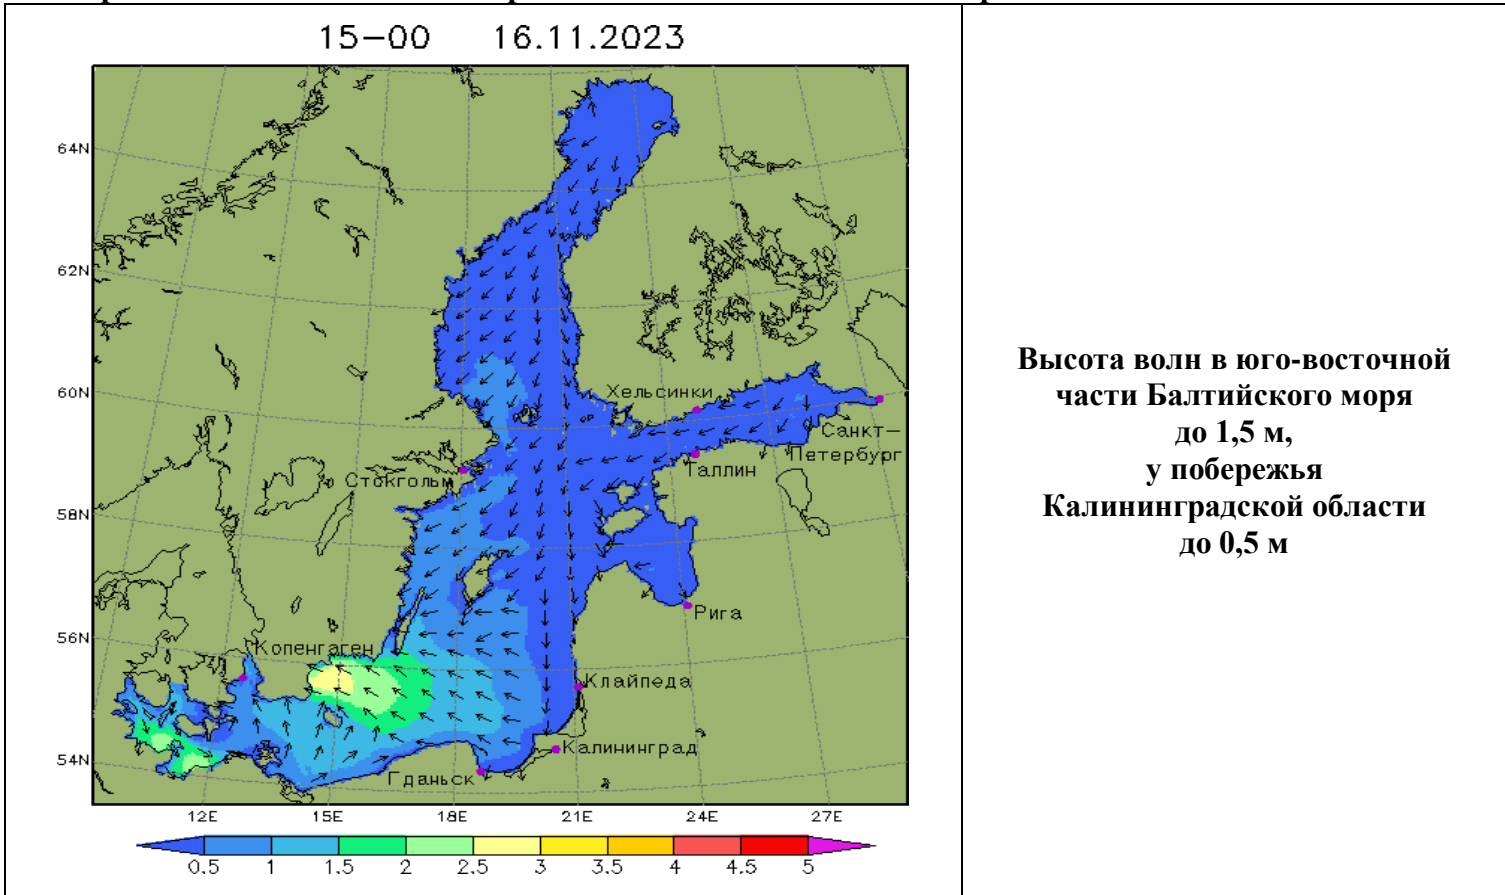 15-00 16.11.2023
64N
62N
60N
58N
56N
54N
Хельсинки
Санкт-
Петербург
Таллин
Стокгольм
Рига
Копенгаген
Клайпеда
Калининград
Гданьск
12E 15E 18E 21E 24E 27E
0.5 1 1.5 2 2.5 3 3.5 4 4.5 5
Высота волн в юго-восточной
части Балтийского моря
до 1,5 м,
у побережья
Калининградской области
до 0,5 м